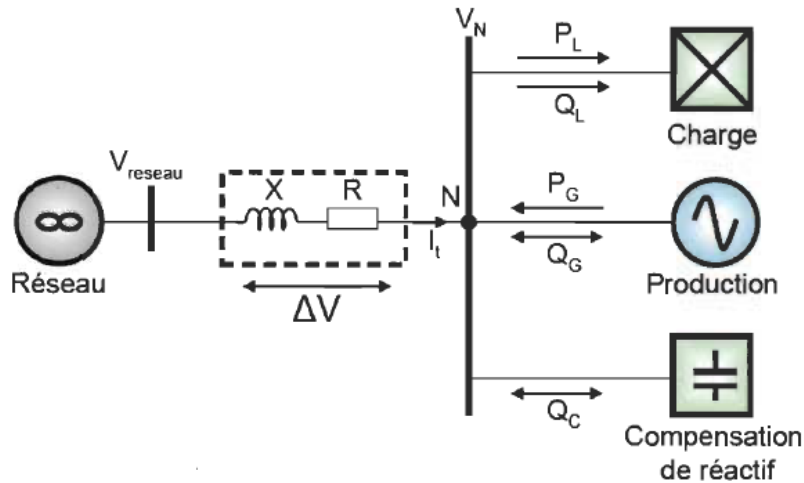 V_N
P_L
Q_L
Charge
V_reseau
X
R
N
I_t
∞
Réseau
ΔV
P_G
Q_G
Production
Q_C
Compensation
de réactif